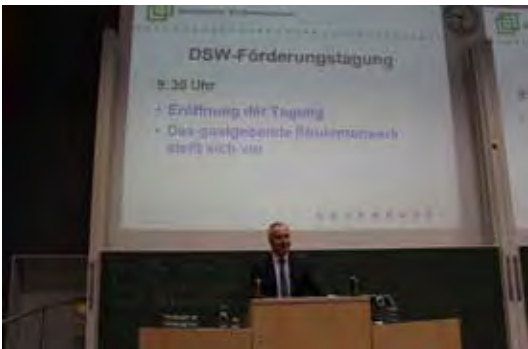 DSW-Förderungstagung
9:30 Uhr
• Eröffnung der Tagung
• Das gastgebende Studentenwerk
stellt sich vor